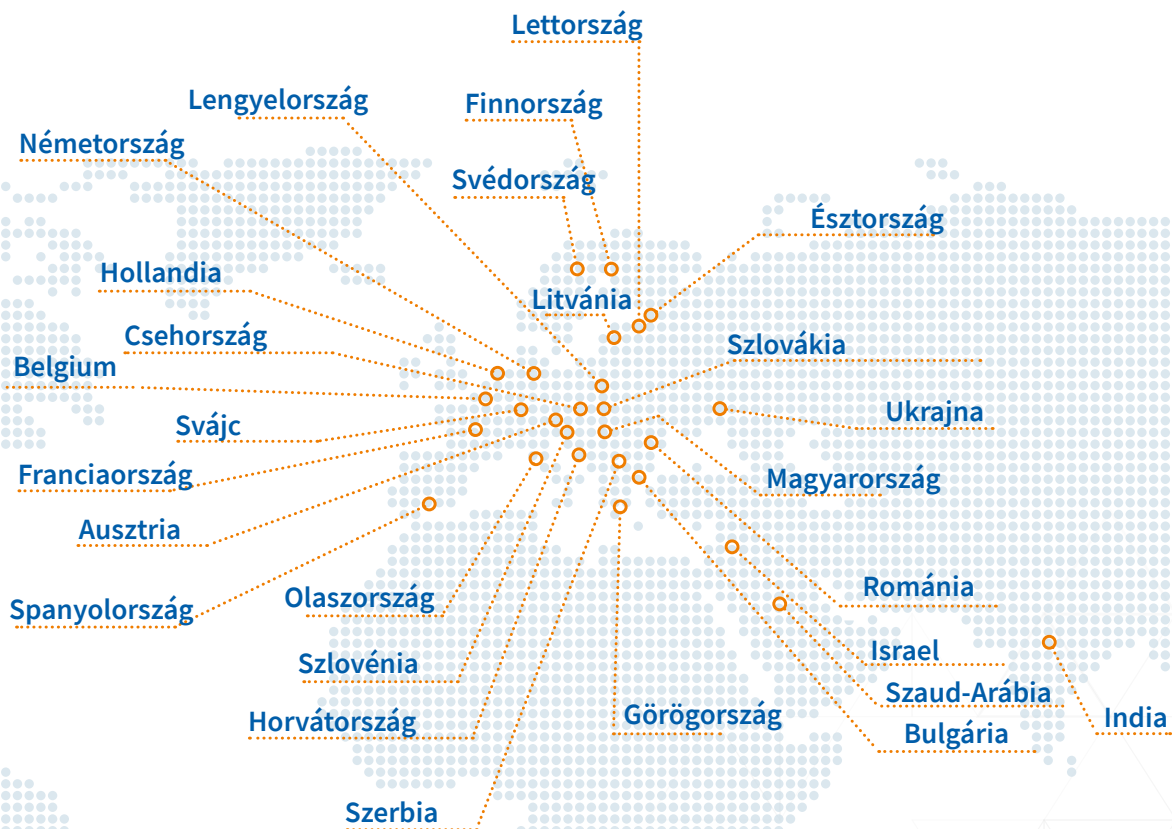 Lettország
Lengyelország
Finnország
Németország
Svédország
Észtország
Hollandia
Litvánia
Csehország
Szlovákia
Belgium
Svájc
Ukrajna
Franciaország
Magyarország
Ausztria
Románia
Olaszország
Spanyolország
Israel
Szlovénia
Szaud-Arábia
Görögország
India
Horvátország
Bulgária
Szerbia